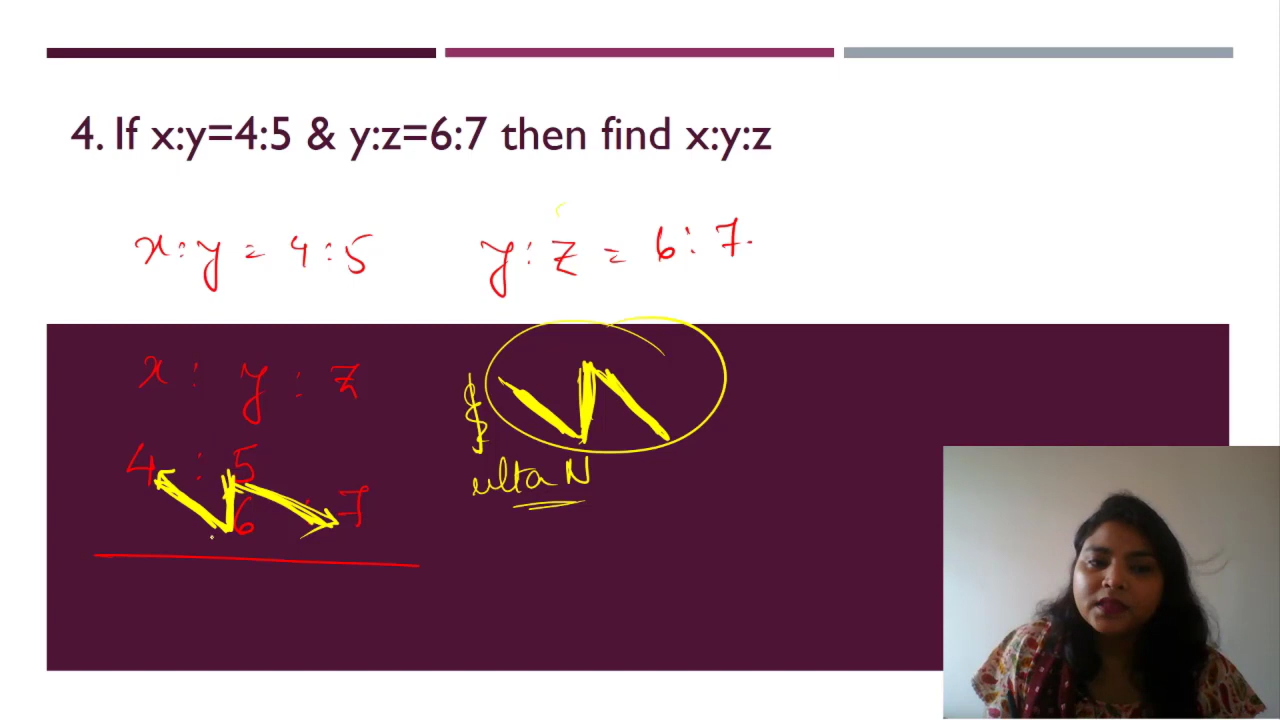 4. If x:y=4:5 & y:z=6:7 then find x:y:z
x:y = 4:5
y:z = 6:7.
x : y : z
4 : 5
6 : 7
ulta N